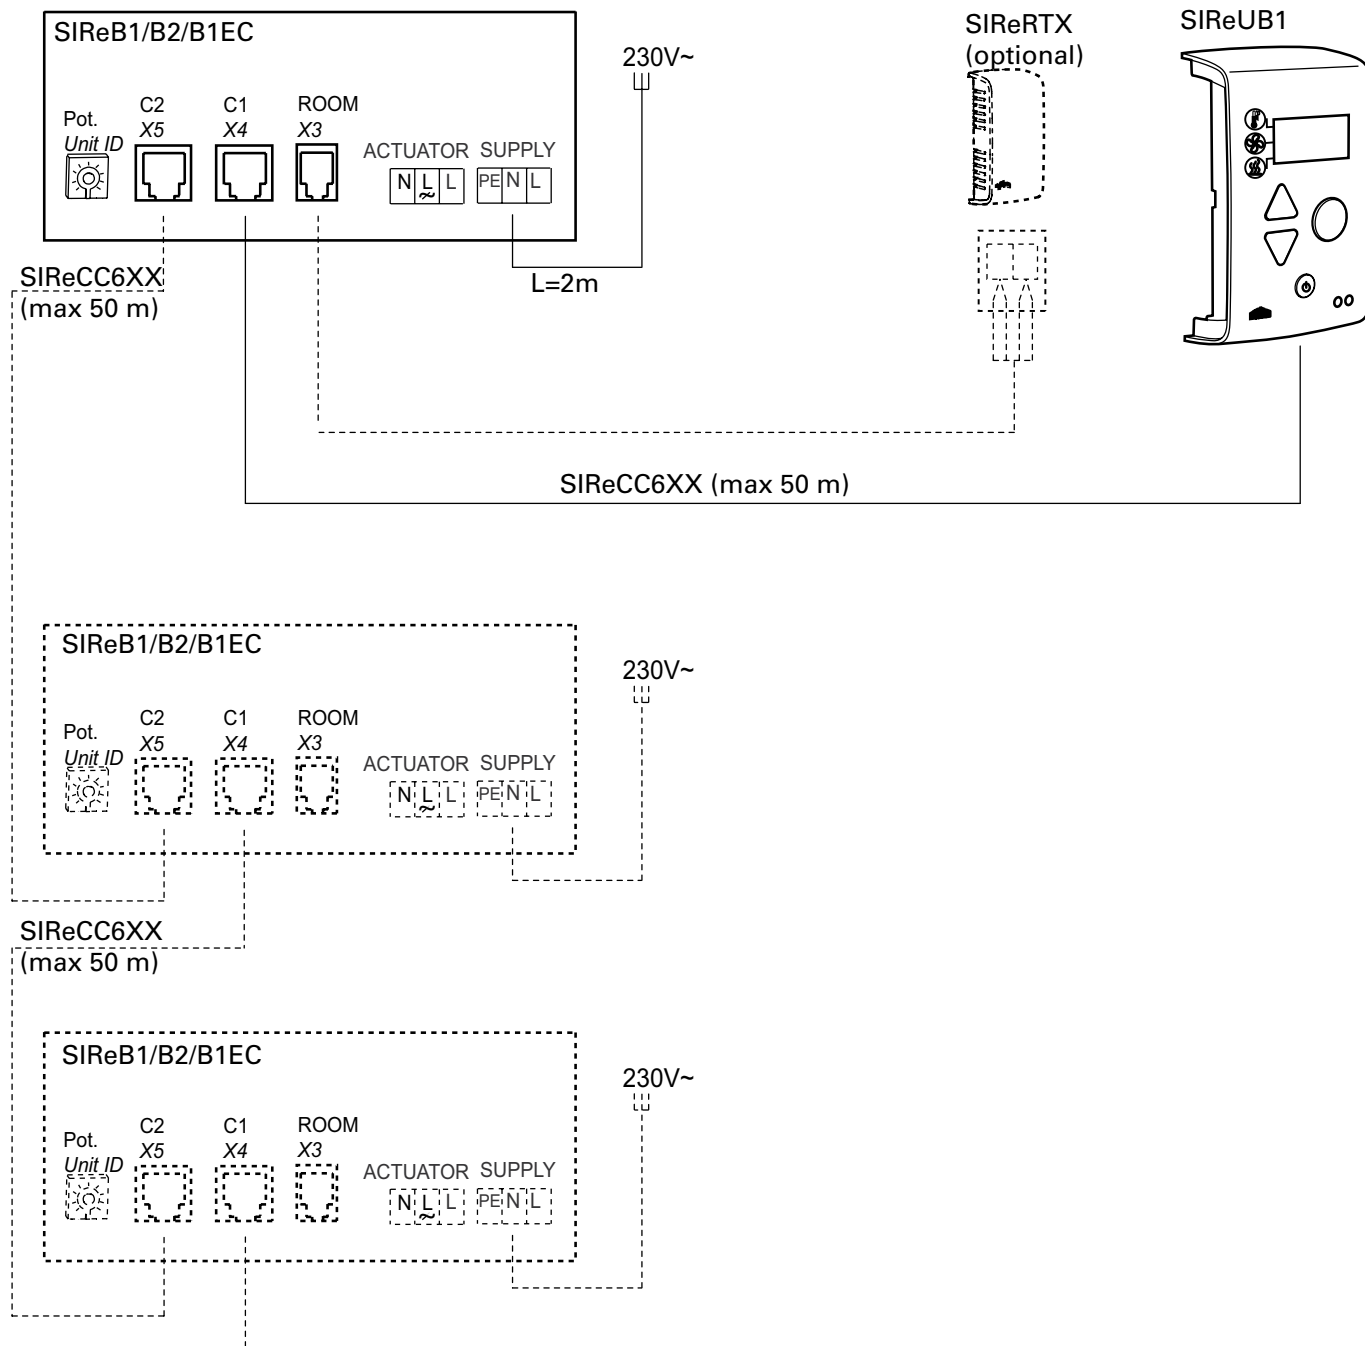 SIReB1/B2/B1EC
230V~
SIReRTX
(optional)
SIReUB1
Pot.
Unit ID
C2
X5
C1
X4
ROOM
X3
ACTUATOR SUPPLY
N L~ L PE N L
L=2m
SIReCC6XX
(max 50 m)
SIReCC6XX (max 50 m)
SIReB1/B2/B1EC
230V~
Pot.
Unit ID
C2
X5
C1
X4
ROOM
X3
ACTUATOR SUPPLY
N L~ L PE N L
SIReCC6XX
(max 50 m)
SIReB1/B2/B1EC
230V~
Pot.
Unit ID
C2
X5
C1
X4
ROOM
X3
ACTUATOR SUPPLY
N L~ L PE N L